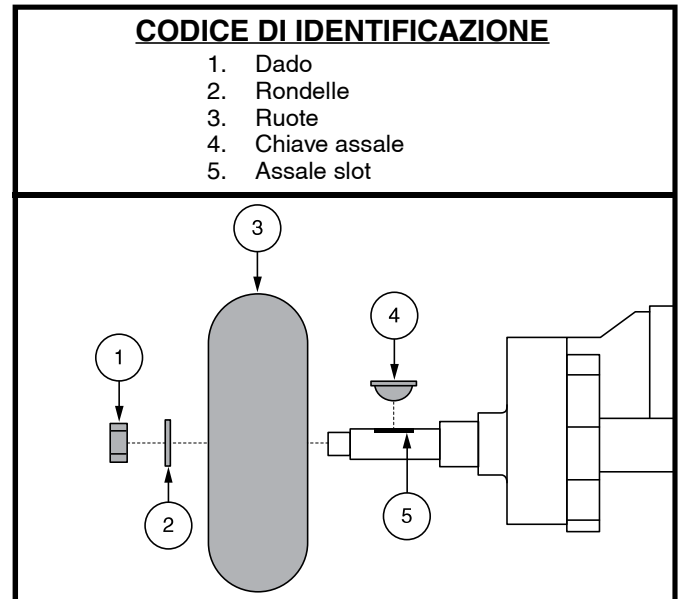 CODICE DI IDENTIFICAZIONE
1. Dado
2. Rondelle
3. Ruote
4. Chiave assale
5. Assale slot
3
4
1
2
5